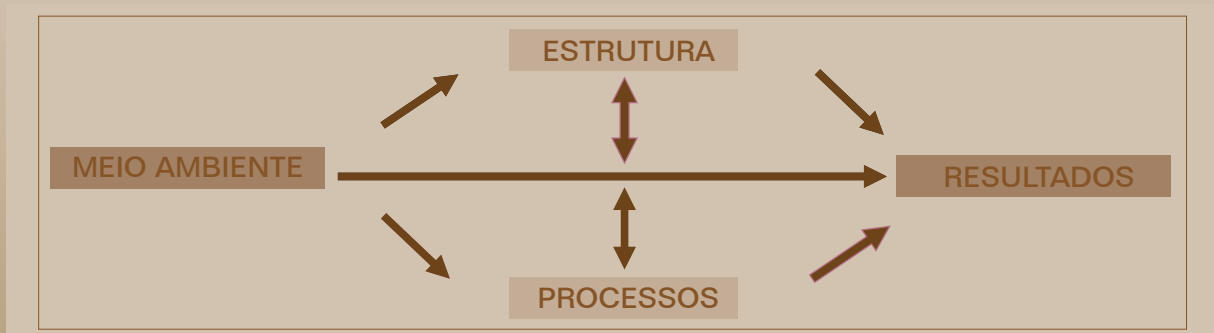 ESTRUTURA
MEIO AMBIENTE
RESULTADOS
PROCESSOS